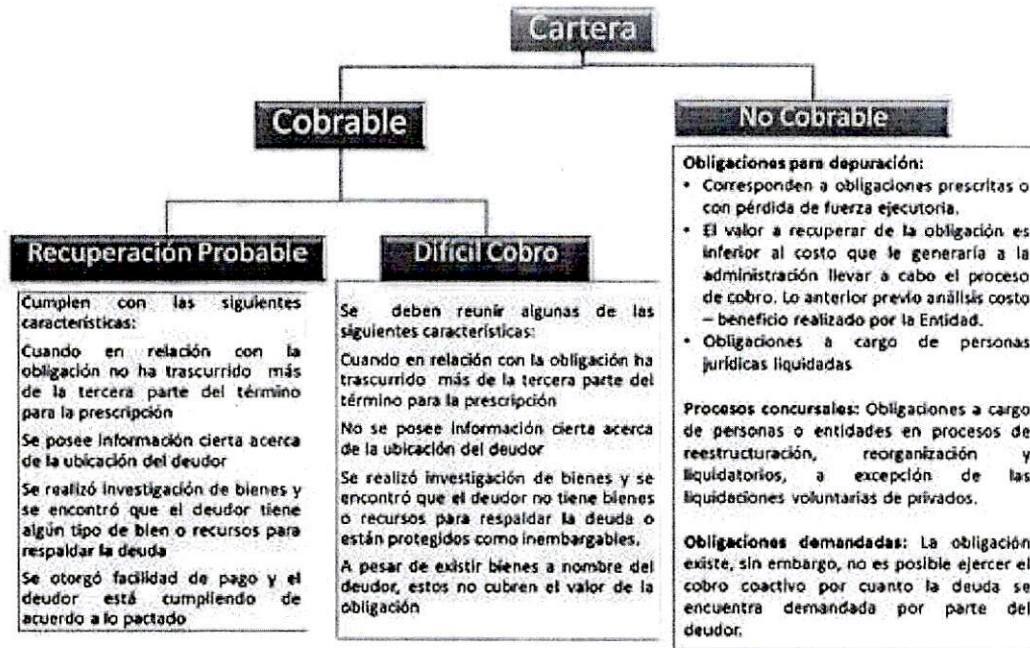 Cartera
Cobrable
No Cobrable
Recuperación Probable
Cumplen con las siguientes
características:
Cuando en relación con la
obligación no ha trascurrido más
de la tercera parte del término
para la prescripción
Se posee información cierta acerca
de la ubicación del deudor
Se realizó investigación de bienes y
se encontró que el deudor tiene
algún tipo de bien o recursos para
respaldar la deuda
Se otorgó facilidad de pago y el
deudor está cumpliendo de
acuerdo a lo pactado
Difícil Cobro
Se deben reunir algunas de las
siguientes características:
Cuando en relación con la obligación ha
trascurrido más de la tercera parte del
término para la prescripción
No se posee información cierta acerca
de la ubicación del deudor
Se realizó investigación de bienes y se
encontró que el deudor no tiene bienes
o recursos para respaldar la deuda o
están protegidos como inembargables.
A pesar de existir bienes a nombre del
deudor, estos no cubren el valor de la
obligación
Obligaciones para depuración:
• Corresponden a obligaciones prescritas o
con pérdida de fuerza ejecutoria.
• El valor a recuperar de la obligación es
inferior al costo que le generaría a la
administración llevar a cabo el proceso
de cobro. Lo anterior previo análisis costo
– beneficio realizado por la Entidad.
• Obligaciones a cargo de personas
jurídicas liquidadas
Procesos concursales: Obligaciones a cargo
de personas o entidades en procesos de
reestructuración, reorganización y
liquidatorios, a excepción de las
liquidaciones voluntarias de privados.
Obligaciones demandadas: La obligación
existe, sin embargo, no es posible ejercer el
cobro coactivo por cuanto la deuda se
encuentra demandada por parte del
deudor.